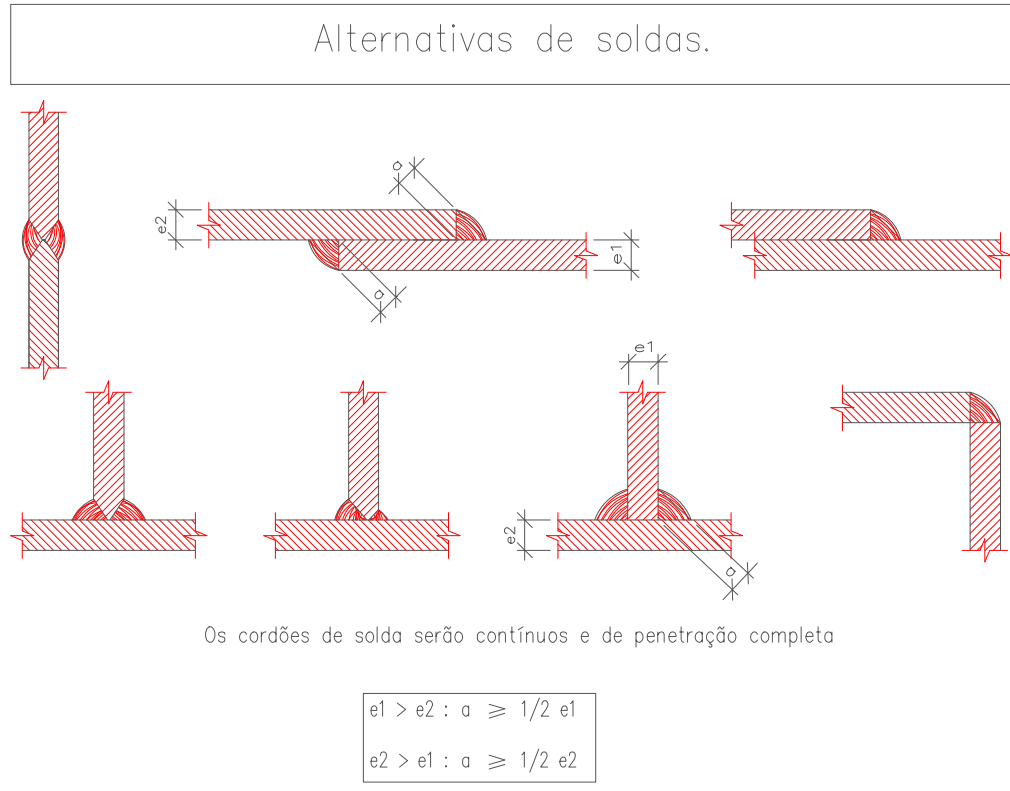 Alternativas de soldas.
a
e2
e1
a
e1
e2
a
Os cordões de solda serão contínuos e de penetração completa
e1 > e2 : a ≥ 1/2 e1
e2 > e1 : a ≥ 1/2 e2